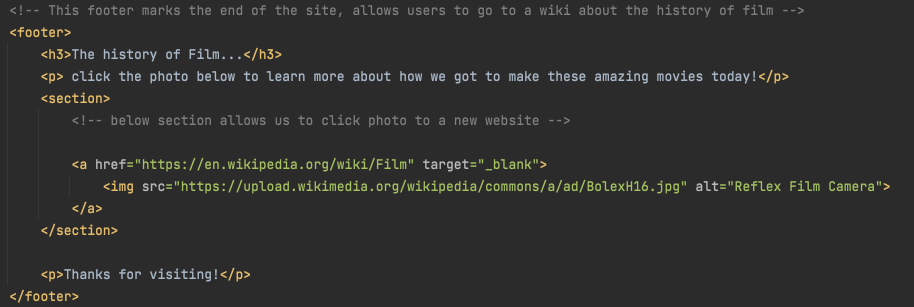 <!-- This footer marks the end of the site, allows users to go to a wiki about the history of film -->
<footer>
<h3>The history of Film...</h3>
<p> click the photo below to learn more about how we got to make these amazing movies today!</p>
<section>
<!-- below section allows us to click photo to a new website -->
<a href="https://en.wikipedia.org/wiki/Film" target="_blank">
<img src="https://upload.wikimedia.org/wikipedia/commons/a/ad/BolexH16.jpg" alt="Reflex Film Camera">
</a>
</section>
<p>Thanks for visiting!</p>
</footer>